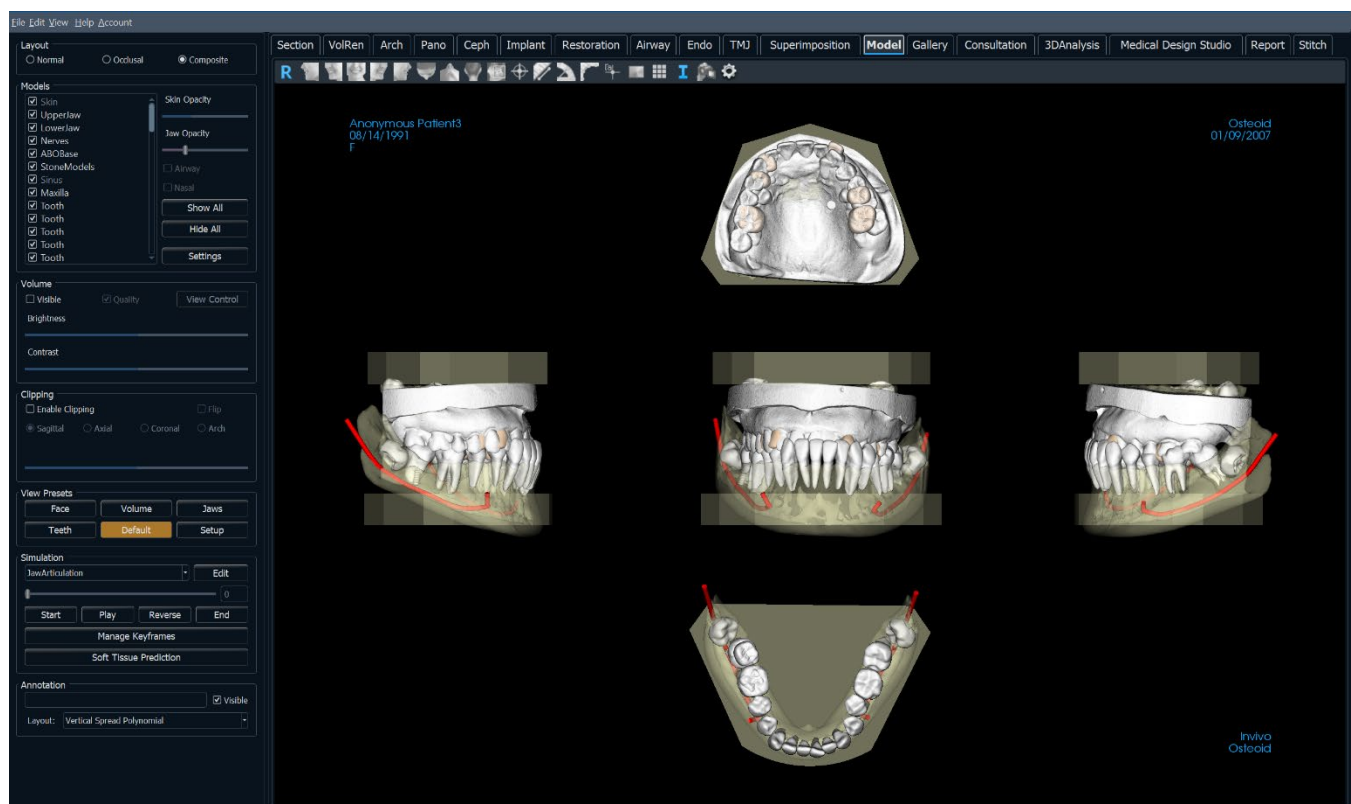 File Edit View Help Account
Layout
Normal Occlusal Composite
Models
Skin
UpperJaw
LowerJaw
Nerves
ABOBase
StoneModels
Sinus
Maxilla
Tooth
Tooth
Tooth
Tooth
Tooth
Skin Opacity
Jaw Opacity
Airway
Nasal
Show All
Hide All
Settings
Volume
Visible Quality View Control
Brightness
Contrast
Clipping
Enable Clipping Flip
Sagittal Axial Coronal Arch
View Presets
Face Volume Jaws
Teeth Default Setup
Simulation
JawArticulation Edit
0
Start Play Reverse End
Manage Keyframes
Soft Tissue Prediction
Annotation
Visible
Layout: Vertical Spread Polynomial
Section VolRen Arch Pano Ceph Implant Restoration Airway Endo TMJ Superimposition Model Gallery Consultation 3DAnalysis Medical Design Studio Report Stitch
R I
Anonymous Patient3
08/14/1991
F
Osteoid
01/09/2007
Invivo
Osteoid